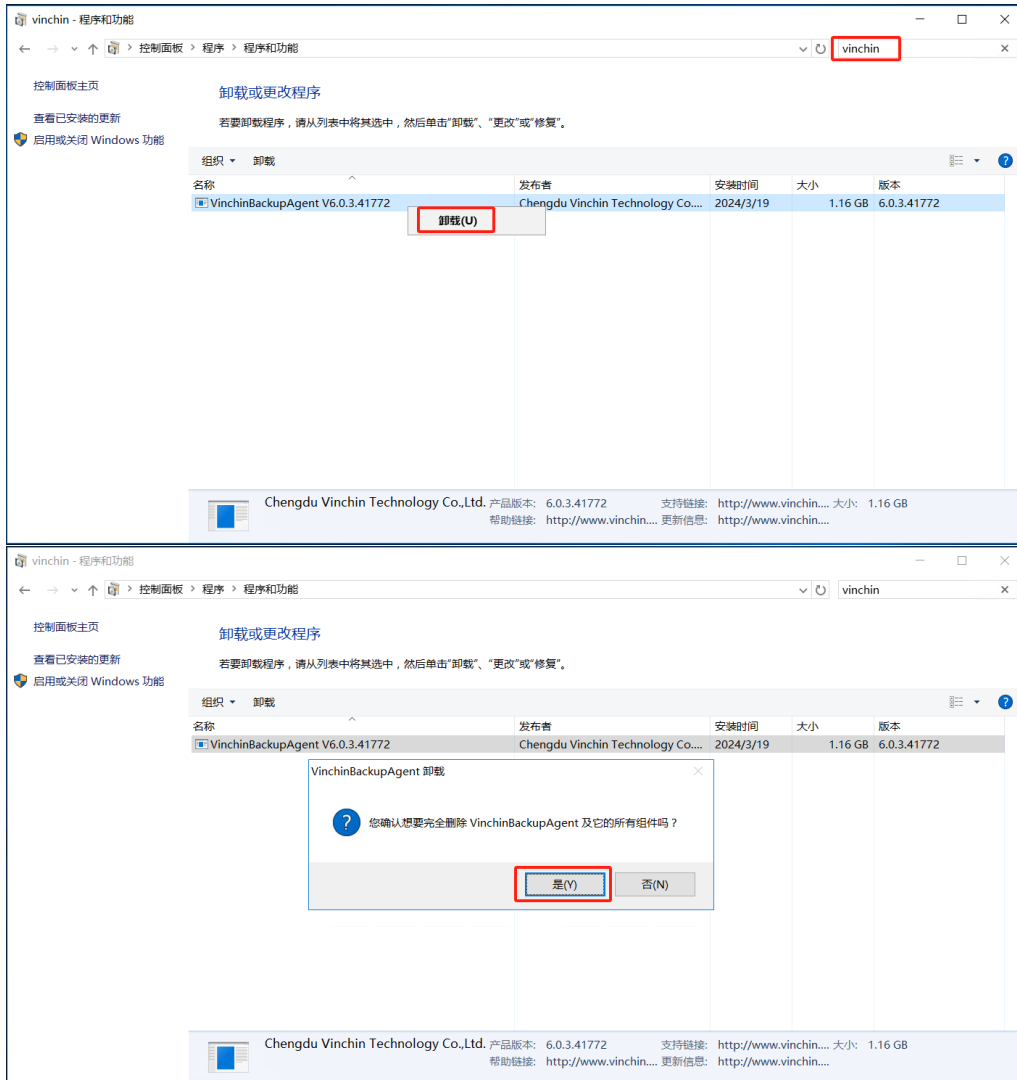 vinchin - 程序和功能
控制面板 程序 程序和功能 vinchin
控制面板主页
查看已安装的更新
启用或关闭 Windows 功能
卸载或更改程序
若要卸载程序，请从列表中将其选中，然后单击“卸载”、“更改”或“修复”。
组织 卸载
名称 发布者 安装时间 大小 版本
VinchinBackupAgent V6.0.3.41772 Chengdu Vinchin Technology Co.... 2024/3/19 1.16 GB 6.0.3.41772
卸载(U)
Chengdu Vinchin Technology Co.,Ltd. 产品版本: 6.0.3.41772 支持链接: http://www.vinchin.... 大小: 1.16 GB
帮助链接: http://www.vinchin.... 更新信息: http://www.vinchin....
vinchin - 程序和功能
控制面板 程序 程序和功能 vinchin
控制面板主页
查看已安装的更新
启用或关闭 Windows 功能
卸载或更改程序
若要卸载程序，请从列表中将其选中，然后单击“卸载”、“更改”或“修复”。
组织 卸载
名称 发布者 安装时间 大小 版本
VinchinBackupAgent V6.0.3.41772 Chengdu Vinchin Technology Co.... 2024/3/19 1.16 GB 6.0.3.41772
VinchinBackupAgent 卸载
您确认想要完全删除 VinchinBackupAgent 及它的所有组件吗？
是(Y) 否(N)
Chengdu Vinchin Technology Co.,Ltd. 产品版本: 6.0.3.41772 支持链接: http://www.vinchin.... 大小: 1.16 GB
帮助链接: http://www.vinchin.... 更新信息: http://www.vinchin....